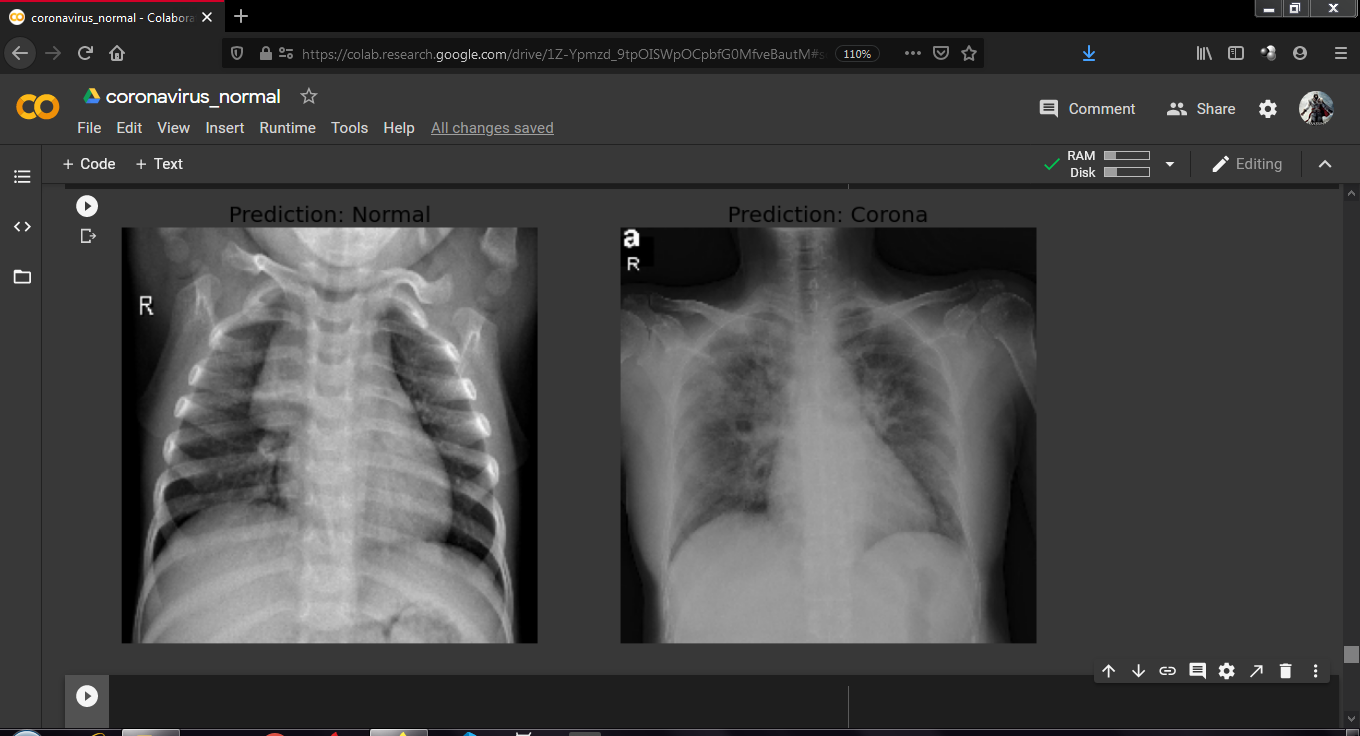 coronavirus_normal - Colabora
https://colab.research.google.com/drive/1Z-Ypmzd_9tpOISWpOCpbfG0MfveBautM#s
110%
coronavirus_normal
Comment
Share
File Edit View Insert Runtime Tools Help All changes saved
+ Code + Text
RAM
Disk
Editing
Prediction: Normal
Prediction: Corona
R
a
R